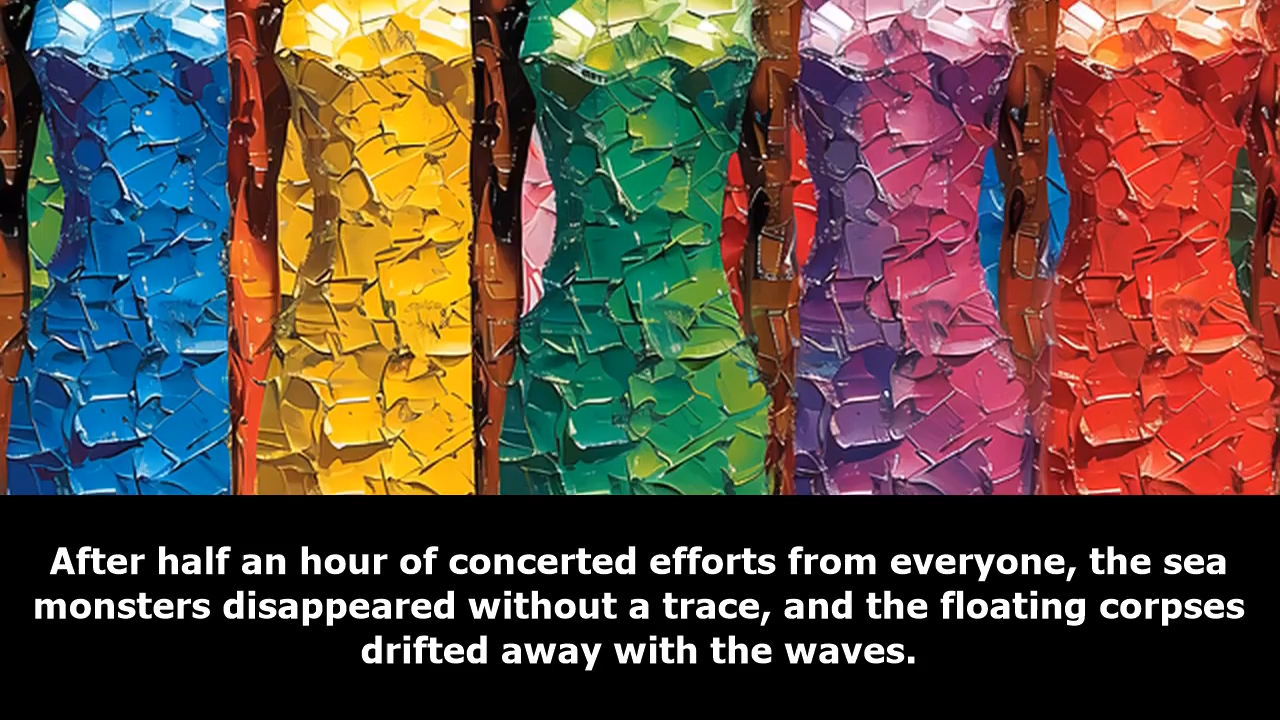 After half an hour of concerted efforts from everyone, the sea
monsters disappeared without a trace, and the floating corpses
drifted away with the waves.